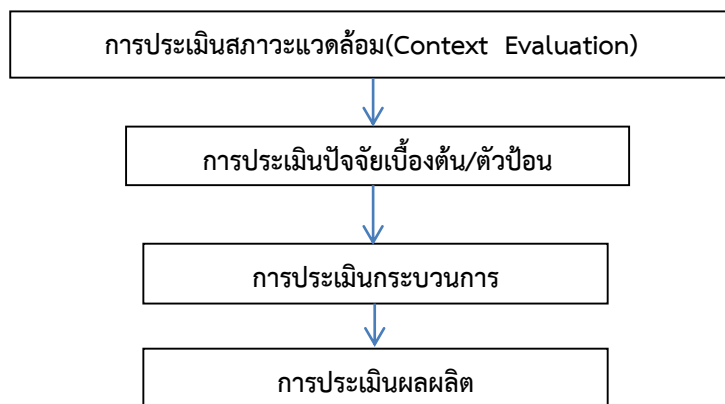 การประเมินสภาวะแวดล้อม(Context Evaluation)
การประเมินปัจจัยเบื้องต้น/ตัวป้อน
การประเมินกระบวนการ
การประเมินผลผลิต